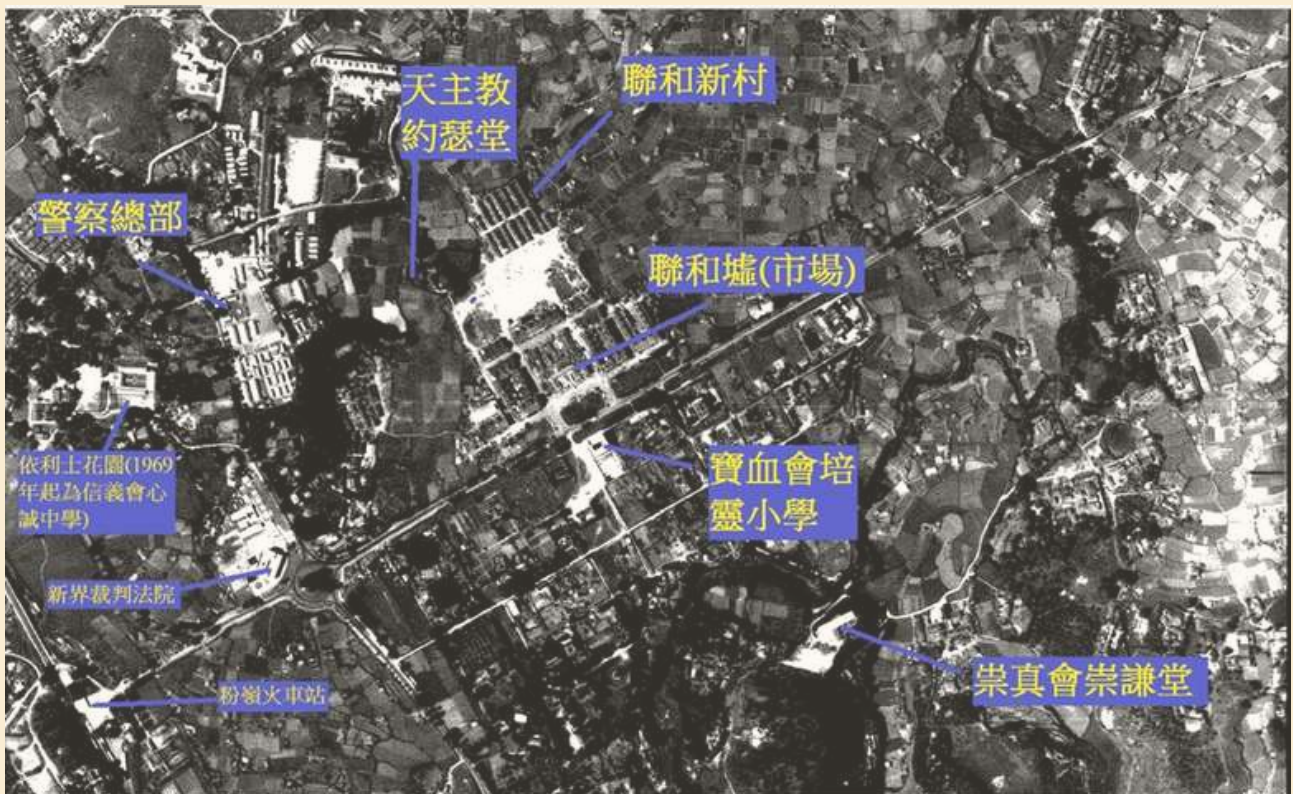 天主教
約瑟堂
聯和新村
警察總部
聯和墟(市場)
依利士花園(1969
年起為信義會心
誠中學)
寶血會培
靈小學
新界裁判法院
粉嶺火車站
祟真會崇謙堂